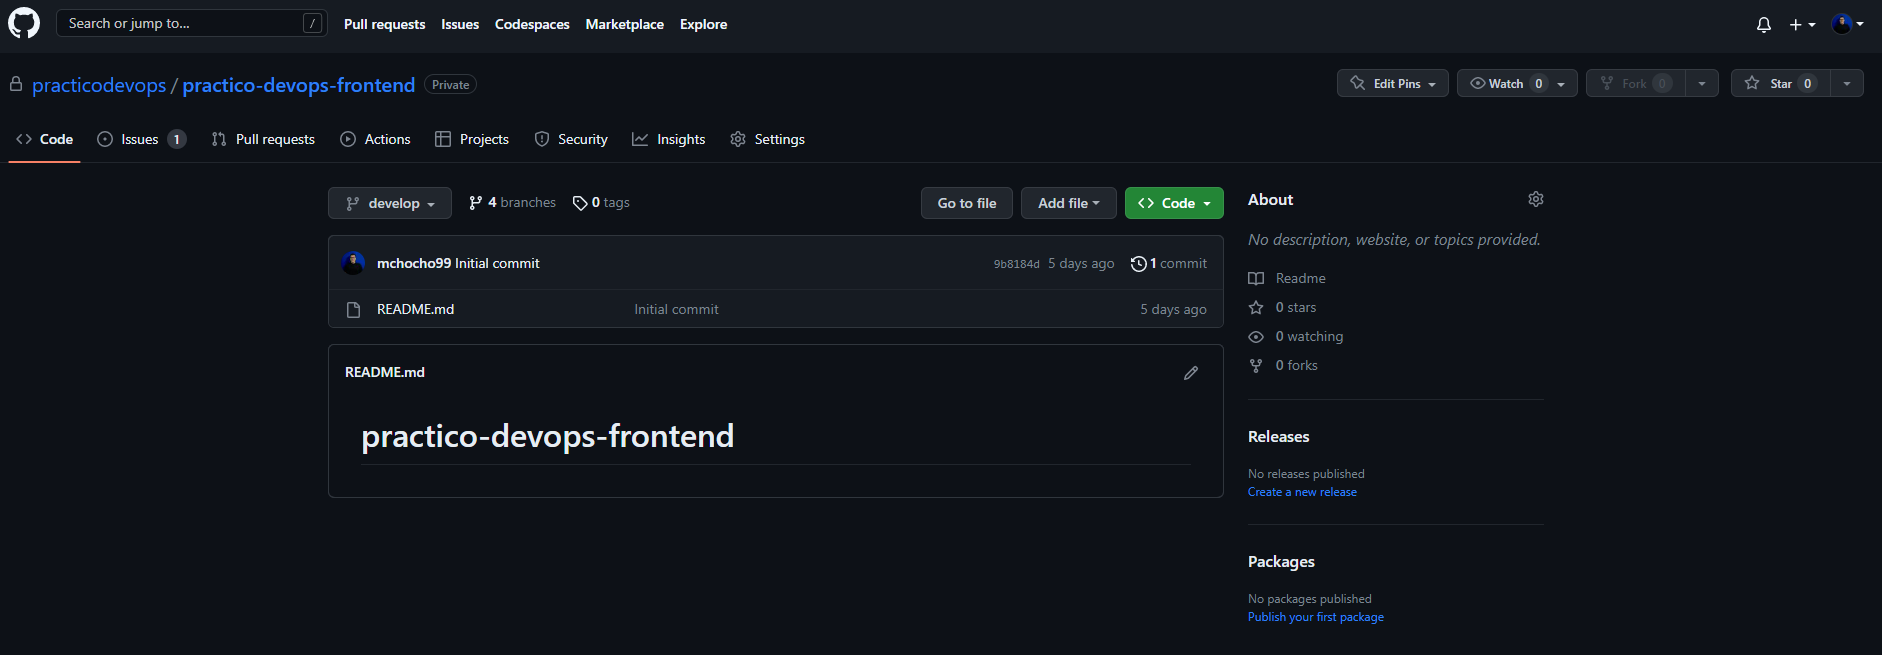 Search or jump to... /
Pull requests Issues Codespaces Marketplace Explore
practicodevops / practico-devops-frontend Private
Edit Pins Watch 0 Fork 0 Star 0
Code Issues 1 Pull requests Actions Projects Security Insights Settings
develop 4 branches 0 tags
Go to file Add file Code
mchocho99 Initial commit 9b8184d 5 days ago 1 commit
README.md Initial commit 5 days ago
README.md
practico-devops-frontend
About
No description, website, or topics provided.
Readme
0 stars
0 watching
0 forks
Releases
No releases published
Create a new release
Packages
No packages published
Publish your first package